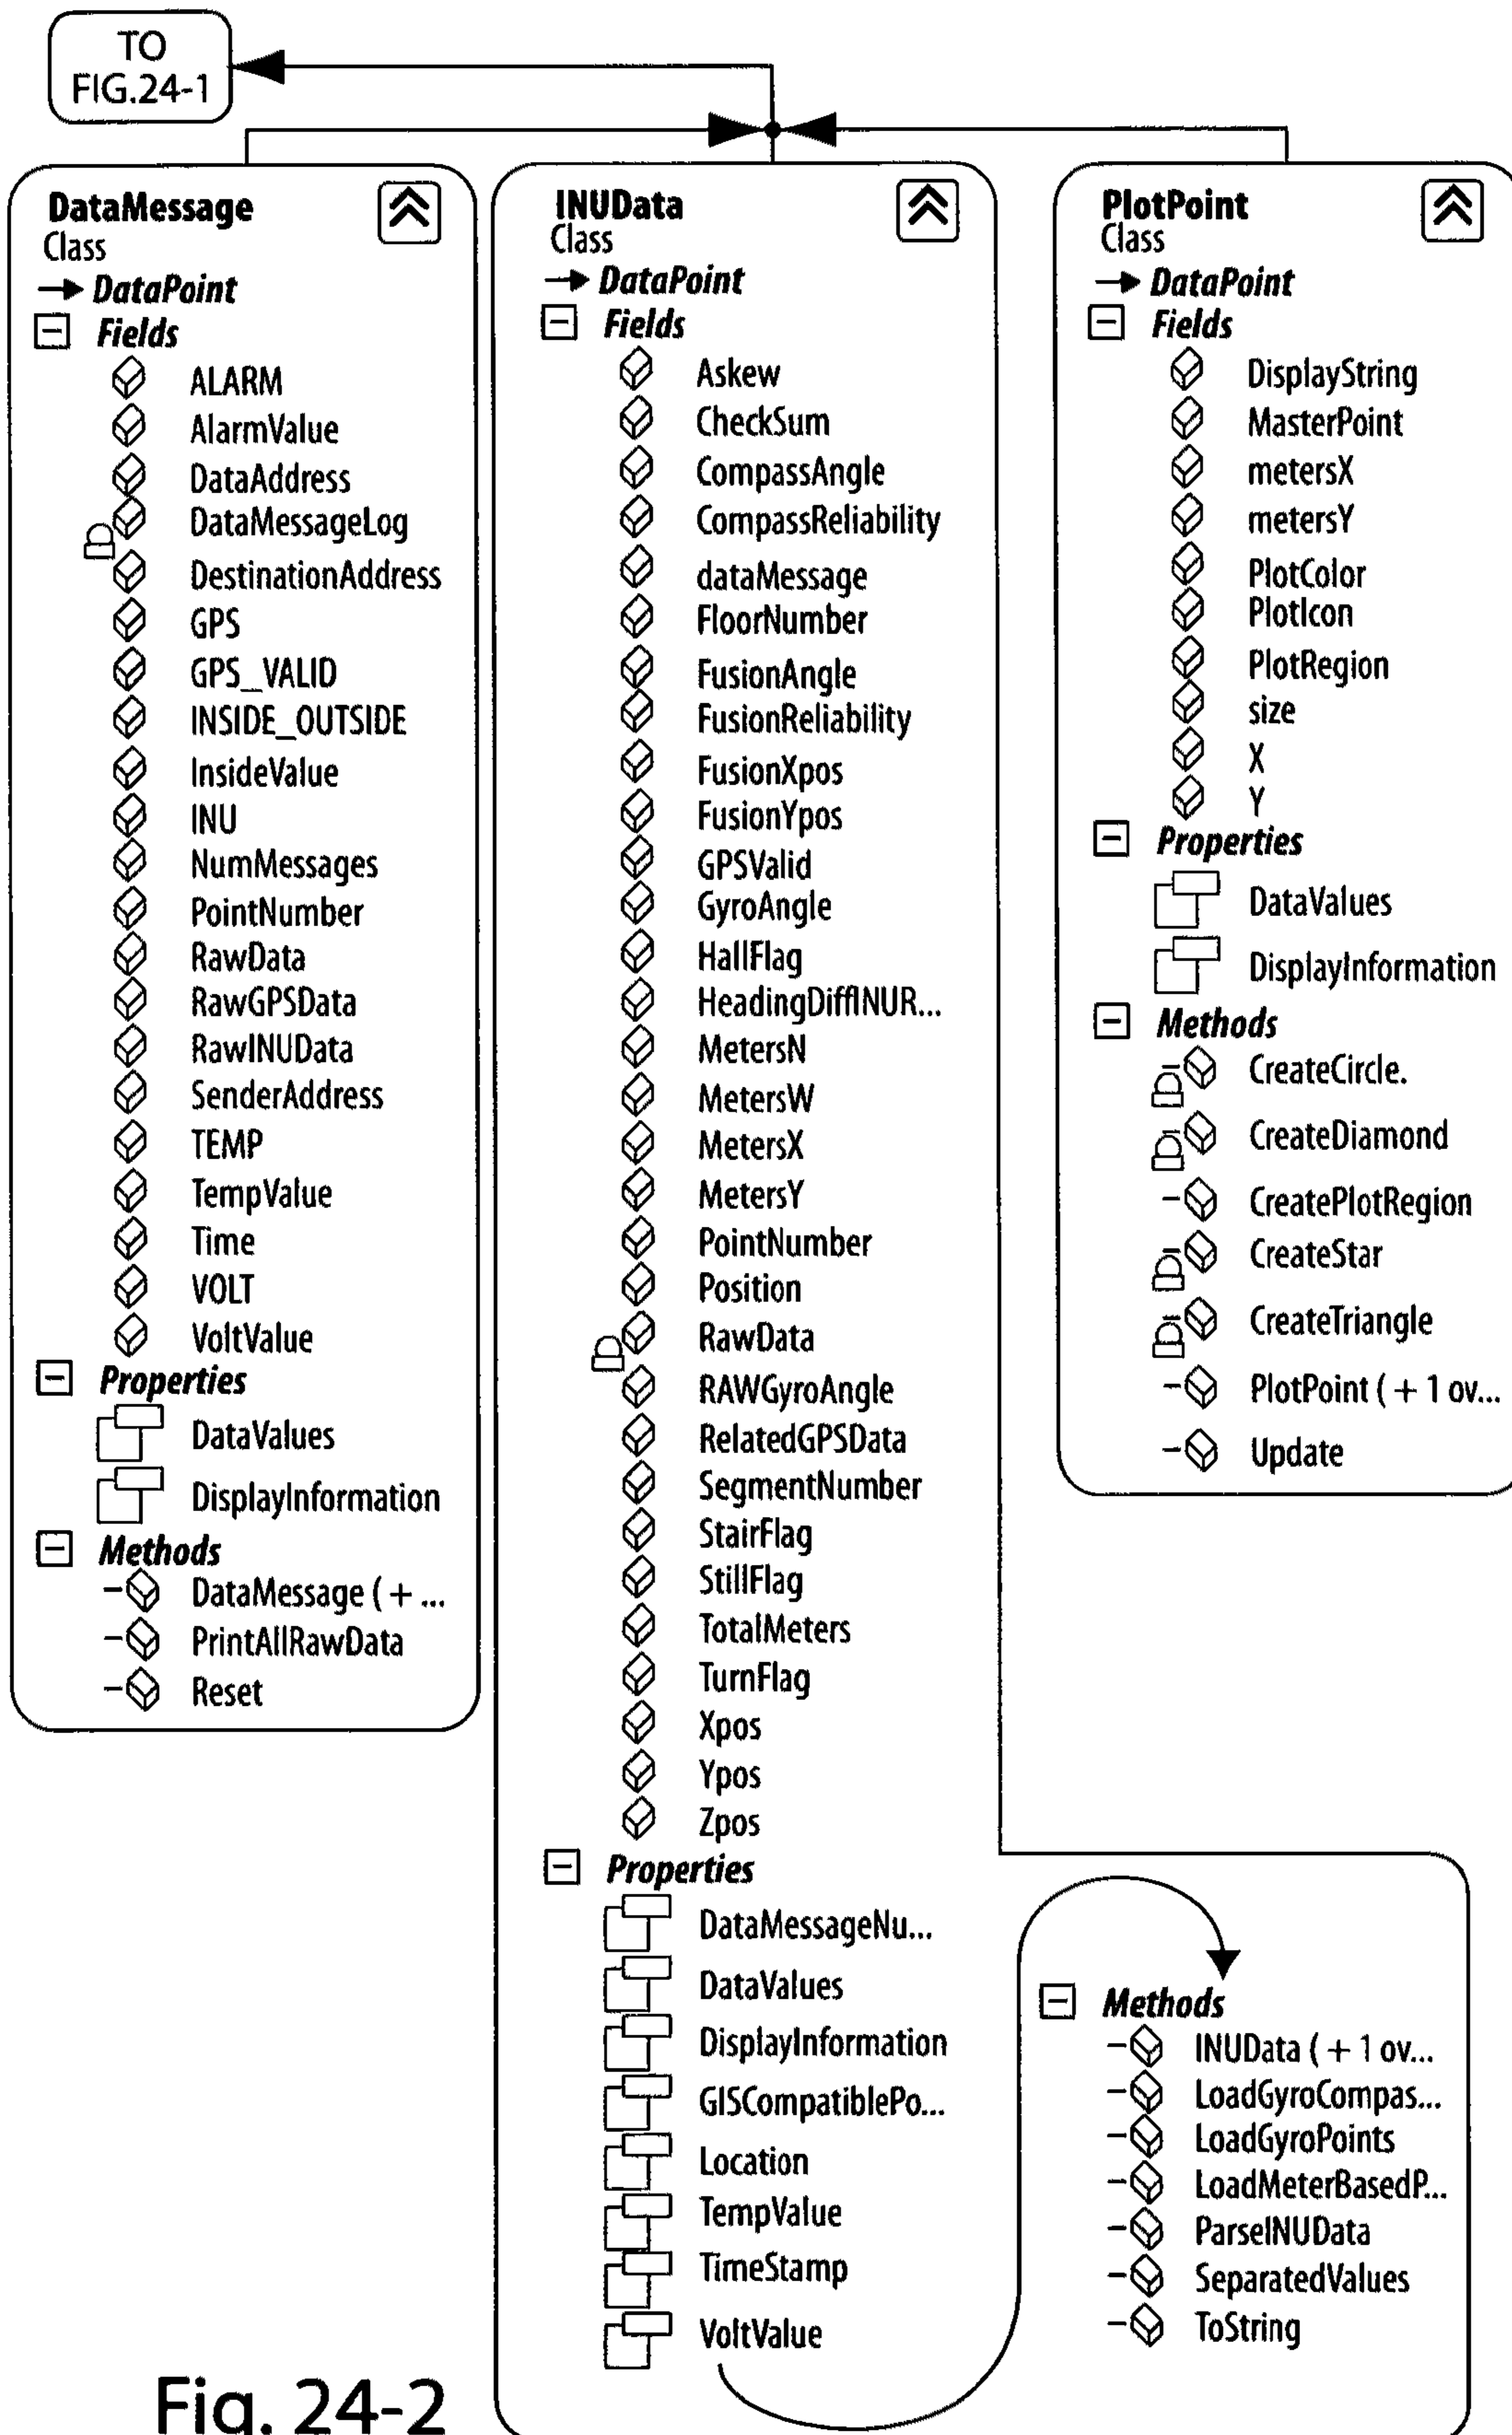 TO
FIG.24-1
DataMessage
Class
DataPoint
Fields
ALARM
AlarmValue
DataAddress
DataMessageLog
DestinationAddress
GPS
GPS_VALID
INSIDE_OUTSIDE
InsideValue
INU
NumMessages
PointNumber
RawData
RawGPSData
RawINUData
SenderAddress
TEMP
TempValue
Time
VOLT
VoltValue
Properties
DataValues
DisplayInformation
Methods
DataMessage ( + ...
PrintAllRawData
Reset
INUData
Class
DataPoint
Fields
Askew
CheckSum
CompassAngle
CompassReliability
dataMessage
FloorNumber
FusionAngle
FusionReliability
FusionXpos
FusionYpos
GPSValid
GyroAngle
HallFlag
HeadingDiffINUR...
MetersN
MetersW
MetersX
MetersY
PointNumber
Position
RawData
RAWGyroAngle
RelatedGPSData
SegmentNumber
StairFlag
StillFlag
TotalMeters
TurnFlag
Xpos
Ypos
Zpos
Properties
DataMessageNu...
DataValues
DisplayInformation
GISCompatiblePo...
Location
TempValue
TimeStamp
VoltValue
Methods
INUData ( + 1 ov...
LoadGyroCompas...
LoadGyroPoints
LoadMeterBasedP...
ParseINUData
SeparatedValues
ToString
PlotPoint
Class
DataPoint
Fields
DisplayString
MasterPoint
metersX
metersY
PlotColor
PlotIcon
PlotRegion
size
X
Y
Properties
DataValues
DisplayInformation
Methods
CreateCircle.
CreateDiamond
CreatePlotRegion
CreateStar
CreateTriangle
PlotPoint ( + 1 ov...
Update
Fig. 24-2